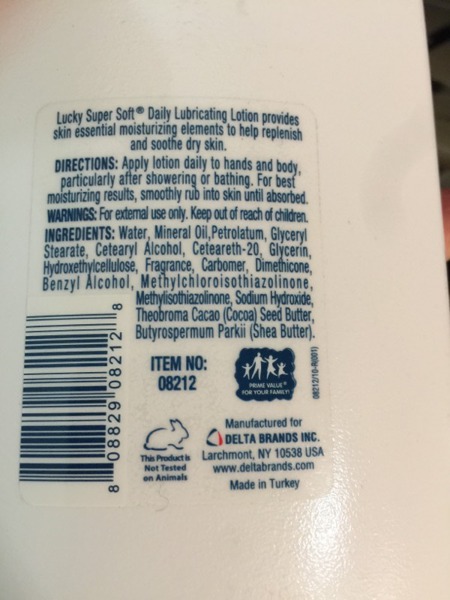 Lucky Super Soft® Daily Lubricating Lotion provides
skin essential moisturizing elements to help replenish
and soothe dry skin.
DIRECTIONS: Apply lotion daily to hands and body,
particularly after showering or bathing. For best
moisturizing results, smoothly rub into skin until absorbed.
WARNINGS: For external use only. Keep out of reach of children.
INGREDIENTS: Water, Mineral Oil,Petrolatum, Glyceryl
Stearate, Cetearyl Alcohol, Ceteareth-20, Glycerin,
Hydroxethylcellulose, Fragrance, Carbomer, Dimethicone,
Benzyl Alcohol, Methylchloroisothiazolinone,
Methylisothiazolinone, Sodium Hydroxide,
Theobroma Cacao (Cocoa) Seed Butter,
Butyrospermum Parkii (Shea Butter).
8 08829 08212 8
ITEM NO:
08212
PRIME VALUE®
FOR YOUR FAMILY!
08212/10-R(001)
This Product is
Not Tested
on Animals
Manufactured for
DELTA BRANDS INC.
Larchmont, NY 10538 USA
www.deltabrands.com
Made in Turkey